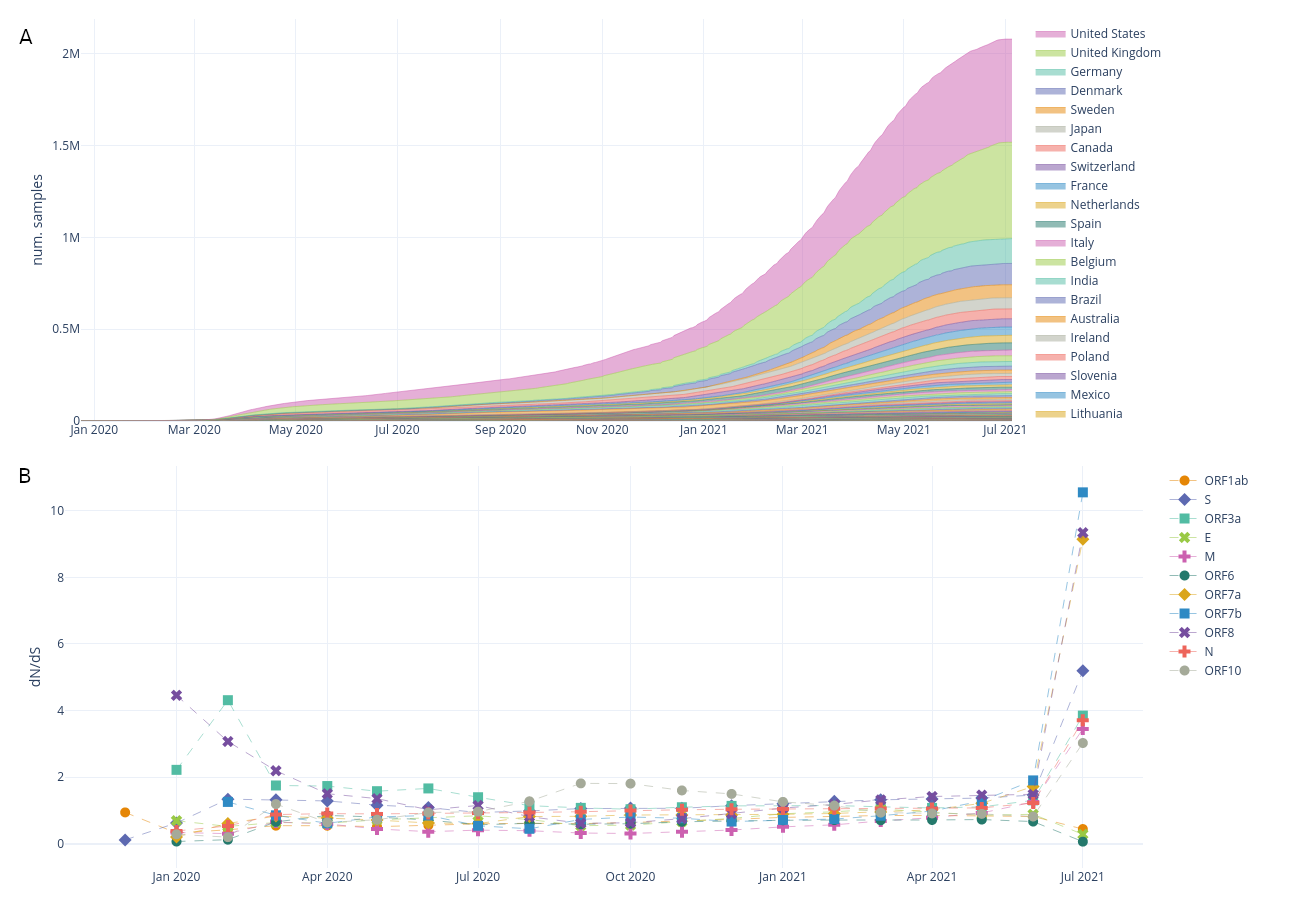 A
num. samples
2M
1.5M
1M
0.5M
0
Jan 2020
Mar 2020
May 2020
Jul 2020
Sep 2020
Nov 2020
Jan 2021
Mar 2021
May 2021
Jul 2021
United States
United Kingdom
Germany
Denmark
Sweden
Japan
Canada
Switzerland
France
Netherlands
Spain
Italy
Belgium
India
Brazil
Australia
Ireland
Poland
Slovenia
Mexico
Lithuania
B
dN/dS
10
8
6
4
2
0
Jan 2020
Apr 2020
Jul 2020
Oct 2020
Jan 2021
Apr 2021
Jul 2021
ORF1ab
S
ORF3a
E
M
ORF6
ORF7a
ORF7b
ORF8
N
ORF10